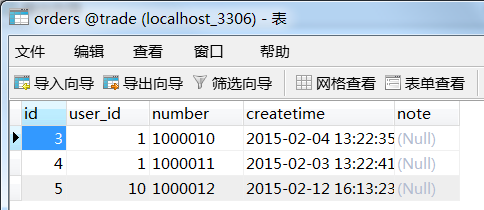 orders @trade (localhost_3306) - 表
文件 编辑 查看 窗口 帮助
导入向导 导出向导 筛选向导 网格查看 表单查看
id user_id number createtime note
3 1 1000010 2015-02-04 13:22:35 (Null)
4 1 1000011 2015-02-03 13:22:41 (Null)
5 10 1000012 2015-02-12 16:13:23 (Null)